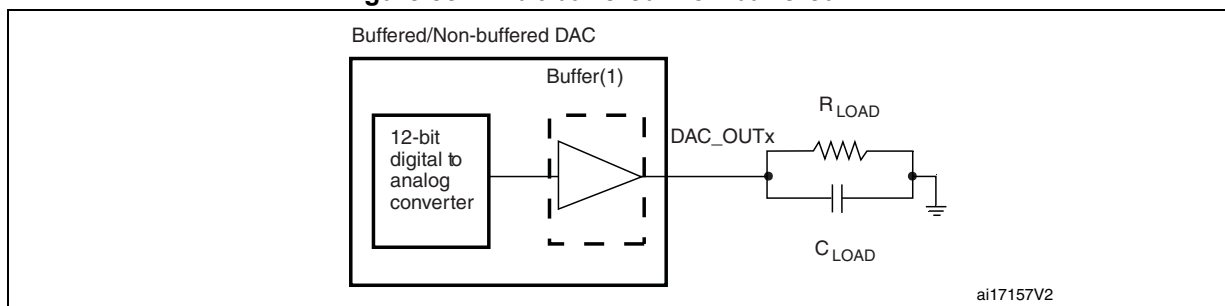 Buffered/Non-buffered DAC
Buffer(1)
12-bit
digital to
analog
converter
DAC_OUTx
R LOAD
C LOAD
ai17157V2